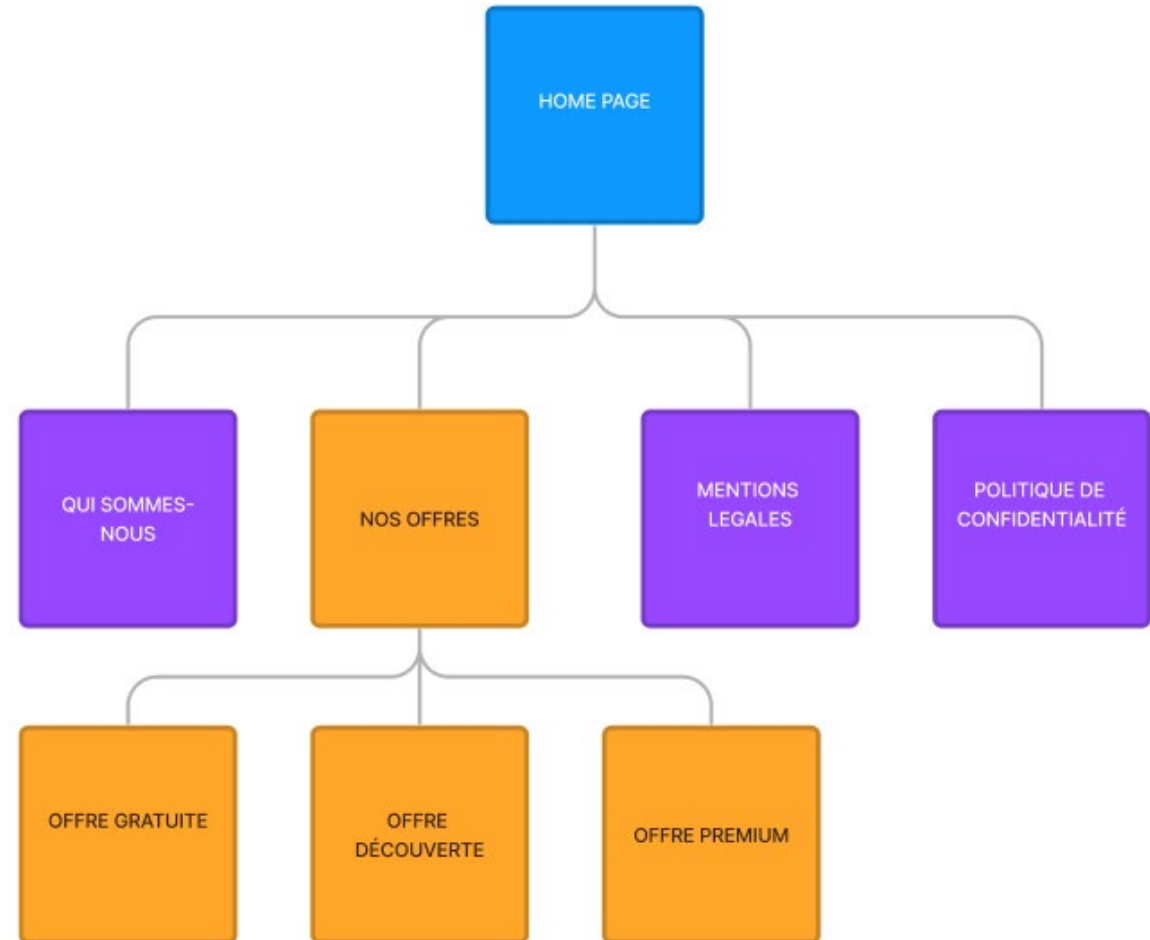 HOME PAGE
QUI SOMMES-
NOUS
NOS OFFRES
MENTIONS
LEGALES
POLITIQUE DE
CONFIDENTIALITÉ
OFFRE GRATUITE
OFFRE
DÉCOUVERTE
OFFRE PREMIUM